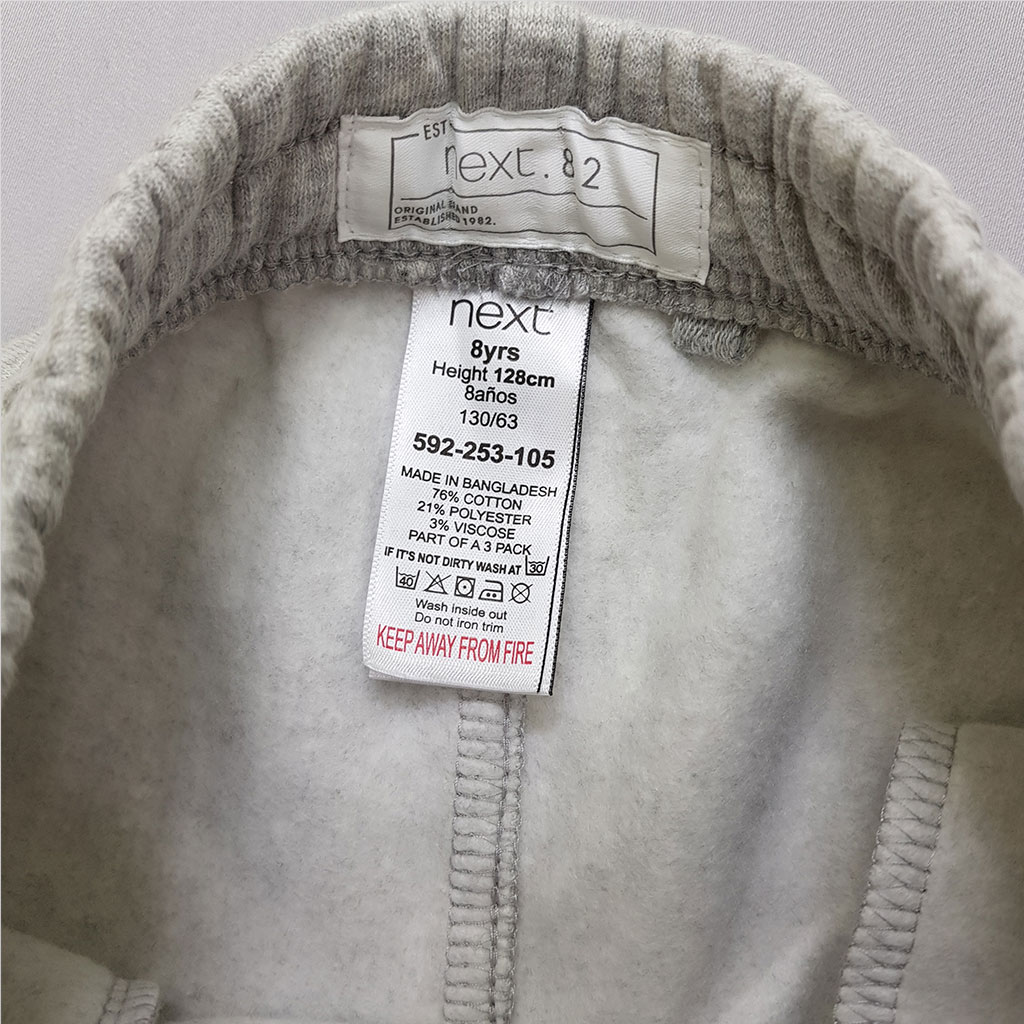 EST
next. 82
ORIGINAL BRAND
ESTABLISHED 1982.
next
8yrs
Height 128cm
8años
130/63
592-253-105
MADE IN BANGLADESH
76% COTTON
21% POLYESTER
3% VISCOSE
PART OF A 3 PACK
IF IT'S NOT DIRTY WASH AT 30
40
Wash inside out
Do not iron trim
KEEP AWAY FROM FIRE